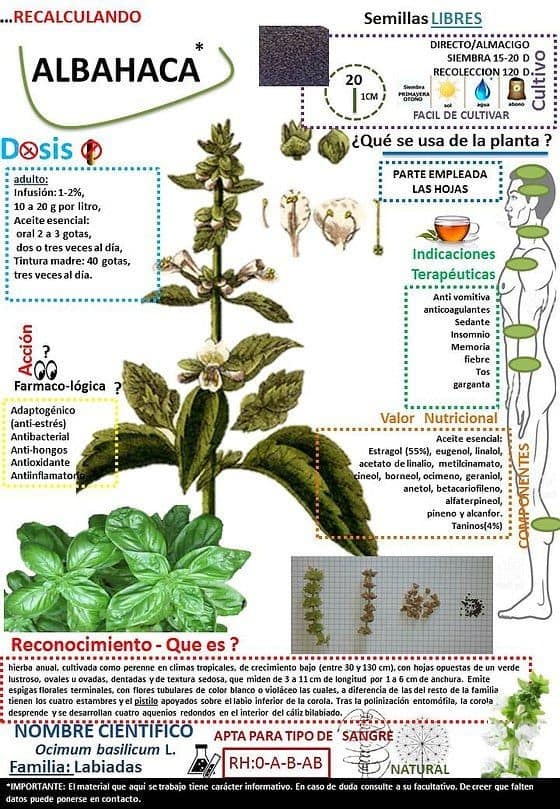 ...RECALCULANDO
ALBAHACA*
Semillas LIBRES
DIRECTO/ALMACIGO
SIEMBRA 15-20 D
RECOLECCION 120 D
20
1CM
Siembra
PRIMAVERA
OTOÑO
sol
agua
abono
FACIL DE CULTIVAR
Cultivo
Dosis
adulto:
Infusión: 1-2%,
10 a 20 g por litro,
Aceite esencial:
oral 2 a 3 gotas,
dos o tres veces al día,
Tintura madre: 40 gotas,
tres veces al día.
¿Qué se usa de la planta ?
PARTE EMPLEADA
LAS HOJAS
Indicaciones
Terapéuticas
Anti vomitiva
anticoagulantes
Sedante
Insomnio
Memoria
fiebre
Tos
garganta
Acción
?
Farmaco-lógica ?
Adaptogénico
(anti-estrés)
Antibacterial
Anti-hongos
Antioxidante
Antiinflamatorio
Valor Nutricional
Aceite esencial:
Estragol (55%), eugenol, linalol,
acetato de linalio, metilcinamato,
cineol, borneol, ocimeno, geraniol,
anetol, betacariofileno,
alfaterpineol,
pineno y alcanfor.
Taninos(4%)
COMPONENTES
Reconocimiento - Que es ?
hierba anual, cultivada como perenne en climas tropicales, de crecimiento bajo (entre 30 y 130 cm), con hojas opuestas de un verde
lustroso, ovales u ovadas, dentadas y de textura sedosa, que miden de 3 a 11 cm de longitud por 1 a 6 cm de anchura. Emite
espigas florales terminales, con flores tubulares de color blanco o violáceo las cuales, a diferencia de las del resto de la familia
tienen los cuatro estambres y el pistilo apoyados sobre el labio inferior de la corola. Tras la polinización entomófila, la corola
desprende y se desarrollan cuatro aquenios redondos en el interior del cáliz bilabiado.
NOMBRE CIENTIFICO
Ocimum basilicum L.
Familia: Labiadas
APTA PARA TIPO DE SANGRE
RH:0-A-B-AB
NATURAL
*IMPORTANTE: El material que aqui se trabajo tiene carácter informativo. En caso de duda consulte a su facultativo. De creer que falten
datos puede ponerse en contacto.